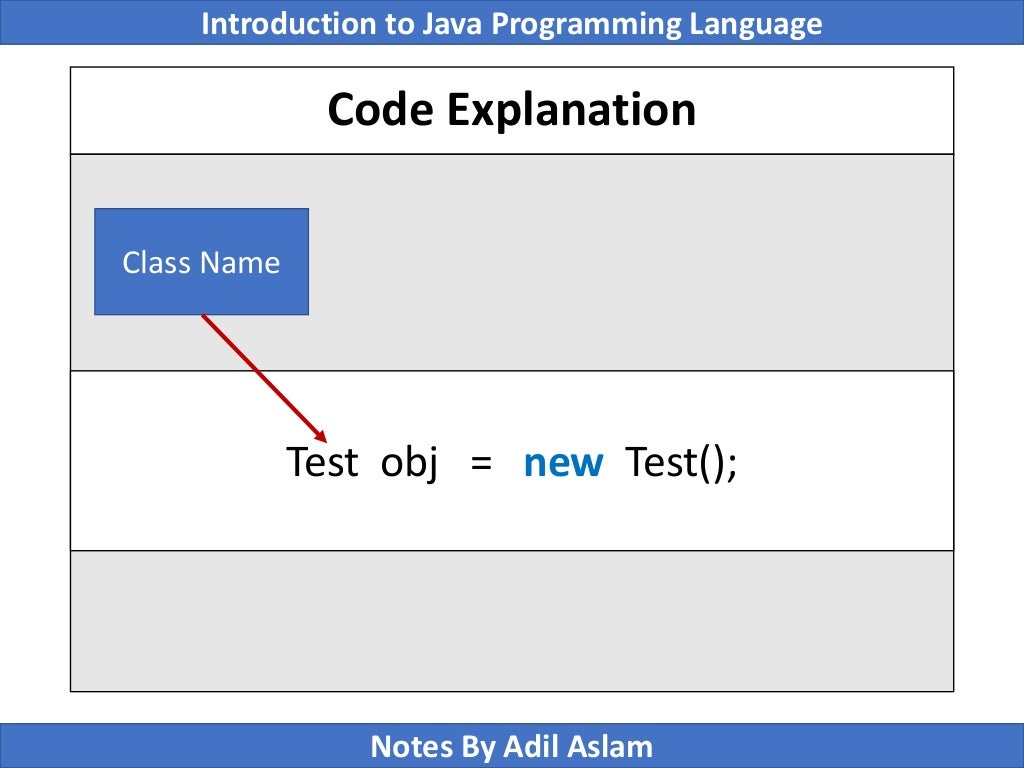 Introduction to Java Programming Language
Code Explanation
Class Name
Test obj = new Test();
Notes By Adil Aslam